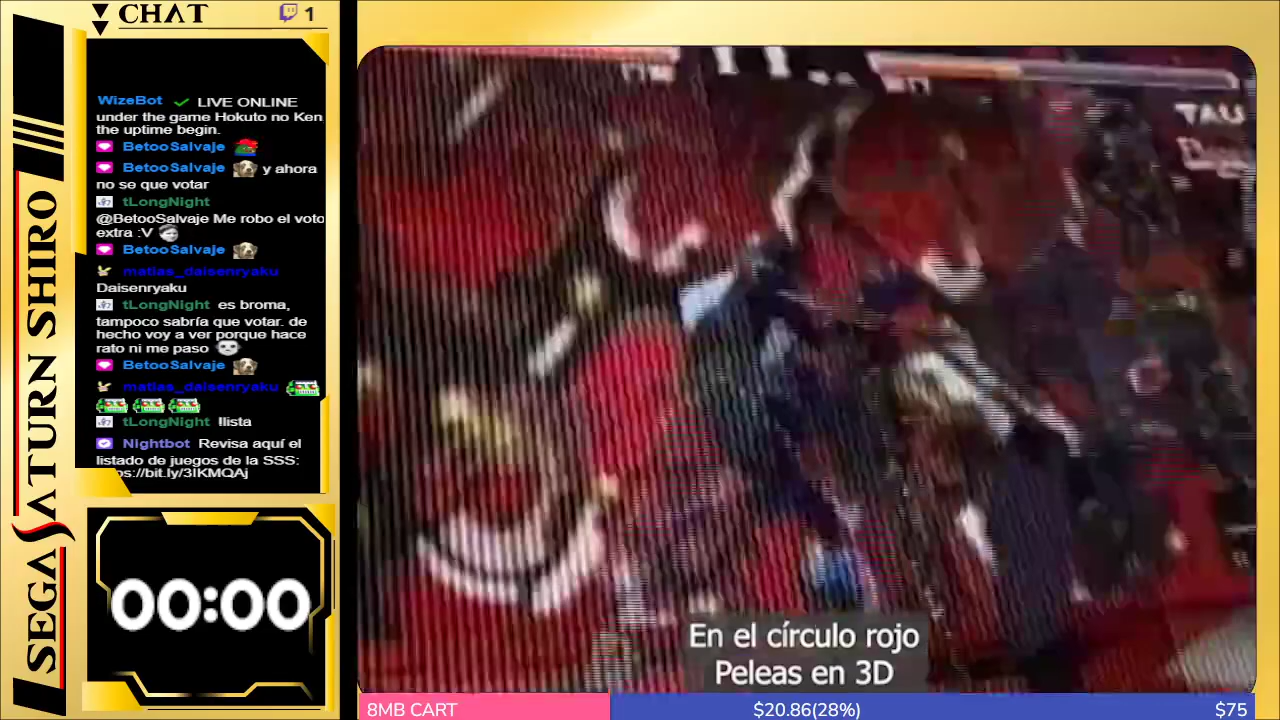 CHAT
1
WizeBot LIVE ONLINE
under the game Hokuto no Ken
the uptime begin.
BetooSalvaje
BetooSalvaje y ahora
no se que votar
tLongNight
@BetooSalvaje Me robo el voto
extra :V
BetooSalvaje
matias_daisenryaku
Daisenryaku
tLongNight es broma,
tampoco sabría que votar. de
hecho voy a ver porque hace
rato ni me paso
BetooSalvaje
matias_daisenryaku
tLongNight !lista
Nightbot Revisa aquí el
listado de juegos de la SSS:
ps://bit.ly/3IKMQAj
SEGA SATURN SHIRO
00:00
TAU
En el círculo rojo
Peleas en 3D
8MB CART
$20.86(28%)
$75